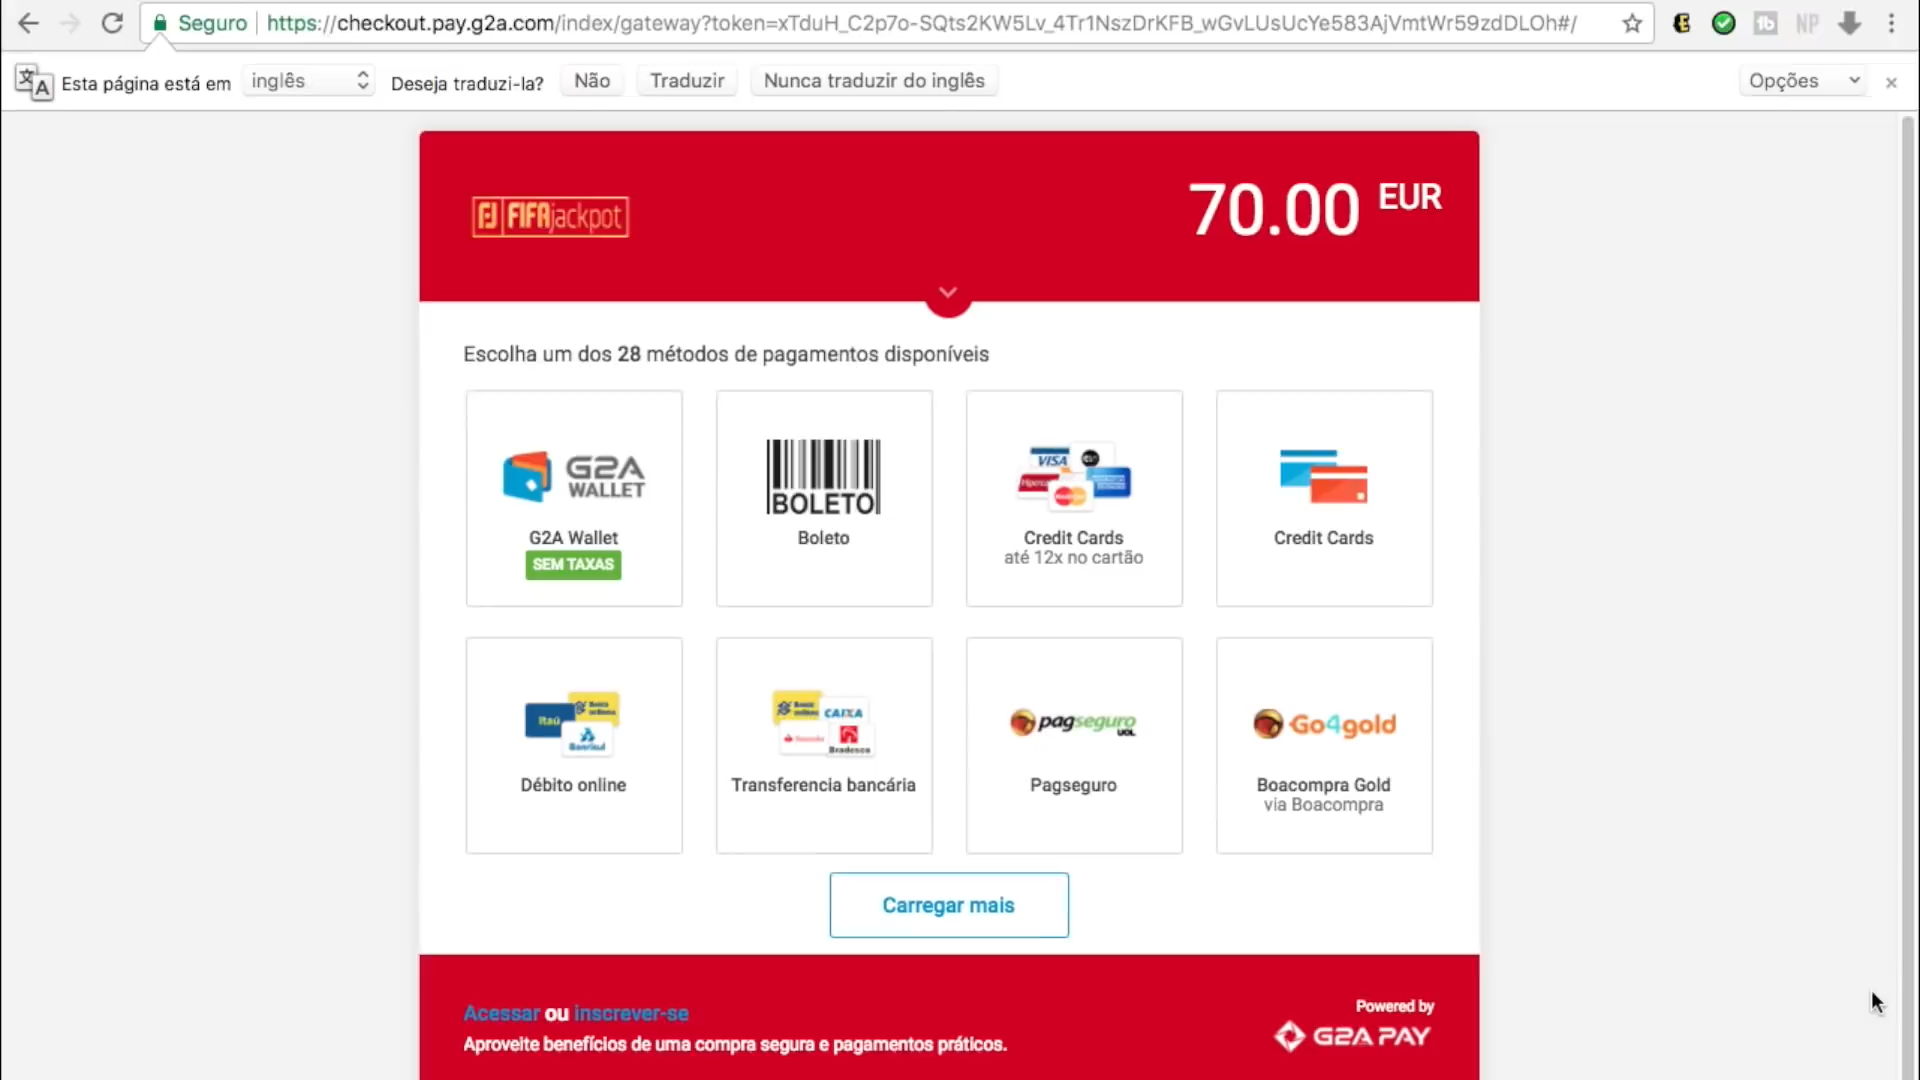 Seguro https://checkout.pay.g2a.com/index/gateway?token=xTduH_C2p7o-SQts2KW5Lv_4Tr1NszDrKFB_wGvLUsUcYe583AjVmtWr59zdDLOh#/
Esta página está em inglês Deseja traduzi-la? Não Traduzir Nunca traduzir do inglês Opções
FIFAjackpot
70.00 EUR
Escolha um dos 28 métodos de pagamentos disponíveis
G2A WALLET
G2A Wallet
SEM TAXAS
BOLETO
Boleto
VISA
Credit Cards
até 12x no cartão
Credit Cards
Itaú
Banrisul
Débito online
CAIXA
Bradesco
Transferencia bancária
pagseguro
UOL
Pagseguro
Go4gold
Boacompra Gold
via Boacompra
Carregar mais
Acessar ou inscrever-se
Aproveite benefícios de uma compra segura e pagamentos práticos.
Powered by
G2A PAY